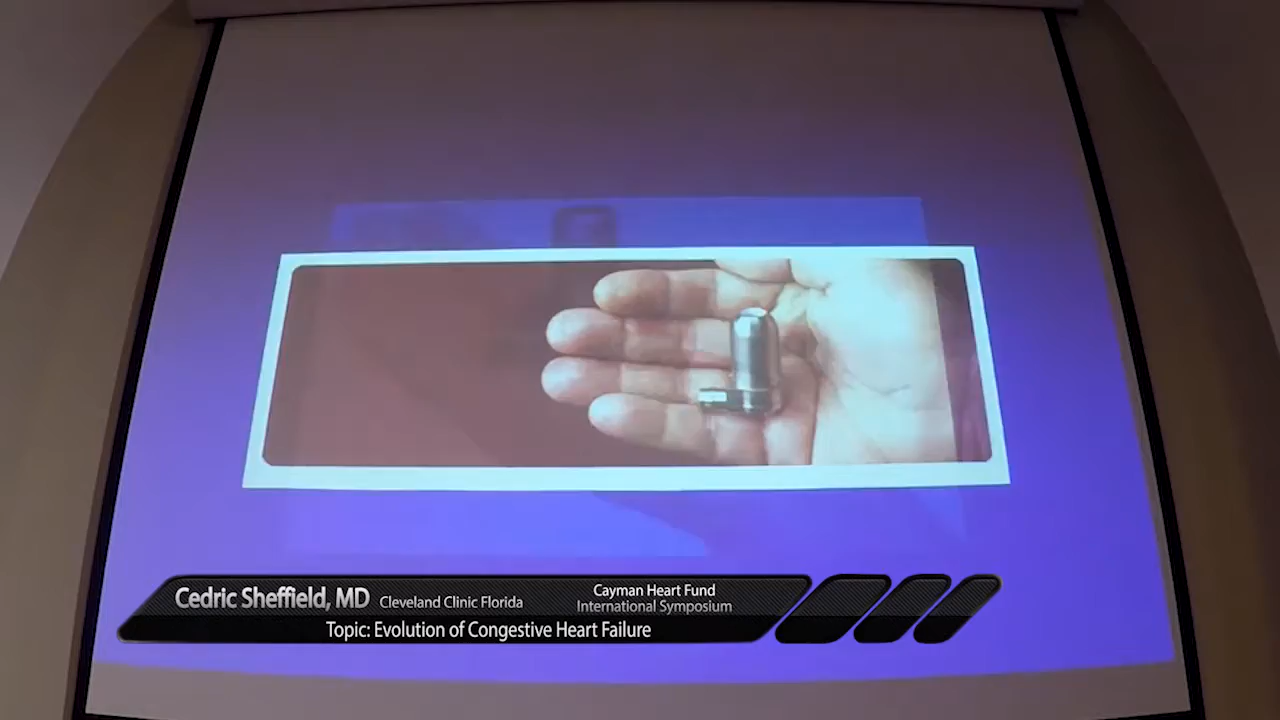 Cedric Sheffield, MD Cleveland Clinic Florida
Cayman Heart Fund
International Symposium
Topic: Evolution of Congestive Heart Failure